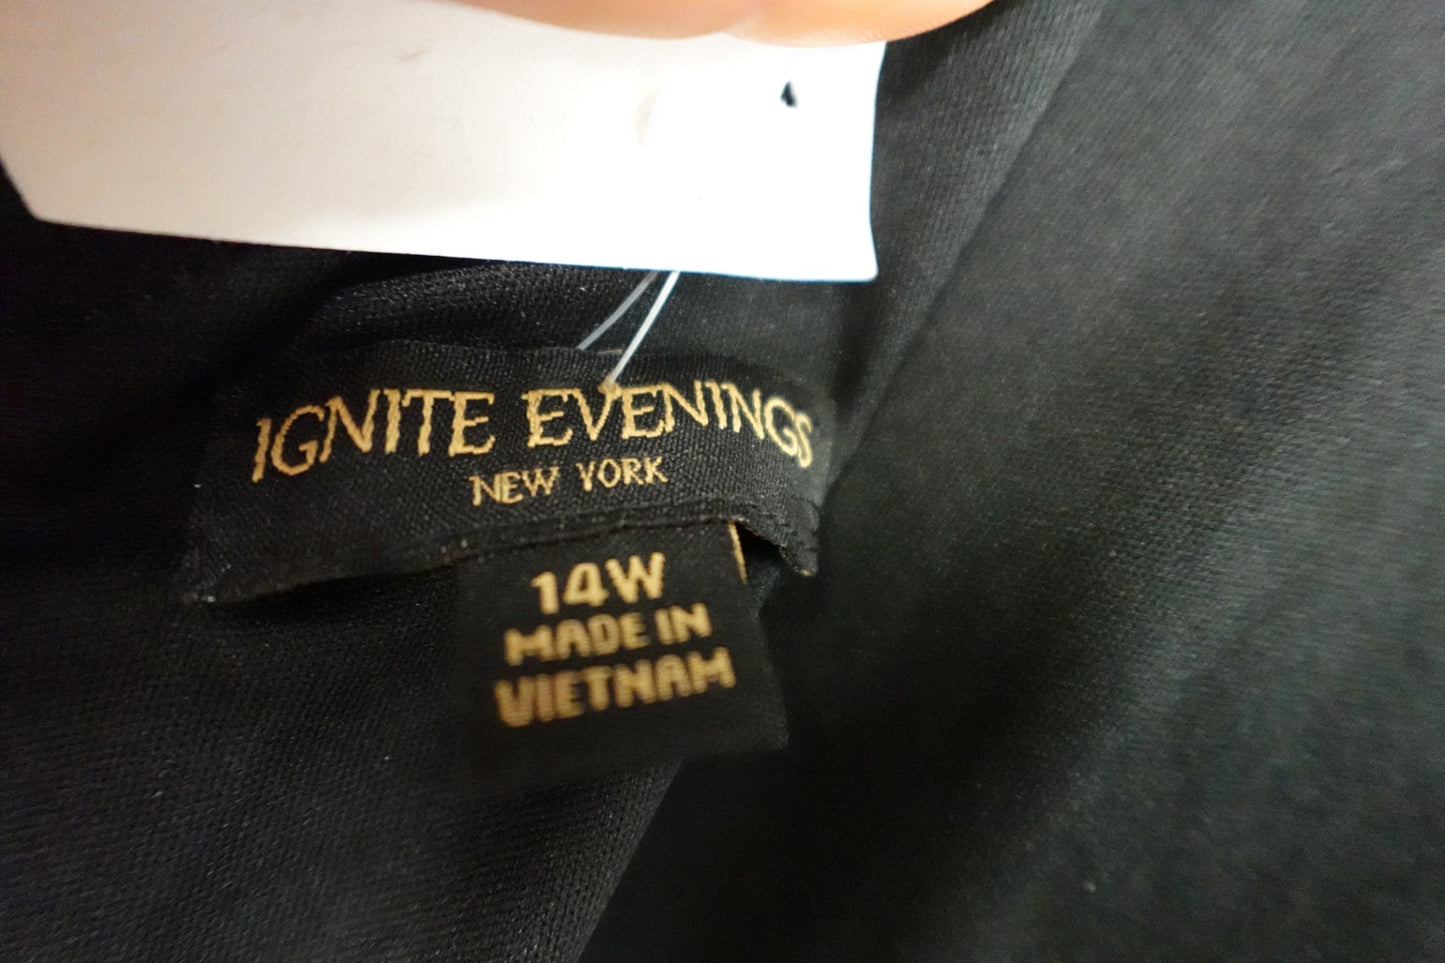 IGNITE EVENINGS
NEW YORK
14W
MADE IN
VIETNAM